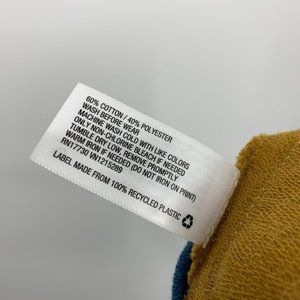 60% COTTON / 40% POLYESTER
WASH BEFORE WEAR
MACHINE WASH COLD WITH LIKE COLORS
ONLY NON-CHLORINE BLEACH IF NEEDED
TUMBLE DRY LOW. REMOVE PROMPTLY
WARM IRON IF NEEDED (DO NOT IRON ON PRINT)
RN17730 VN1215289
LABEL MADE FROM 100% RECYCLED PLASTIC